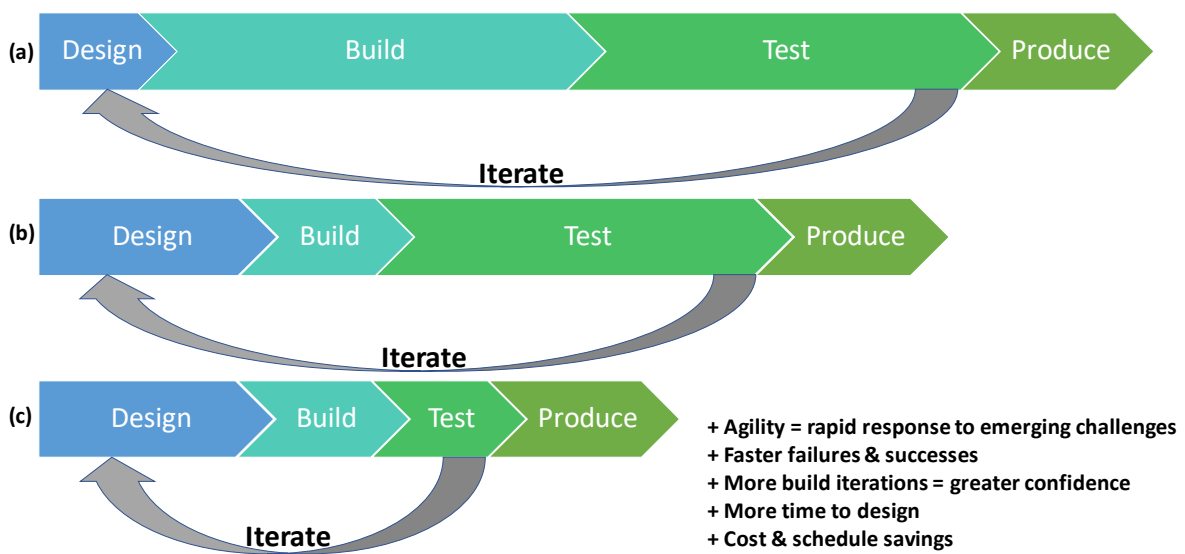 (a) Design Build Test Produce
Iterate
(b) Design Build Test Produce
Iterate
(c) Design Build Test Produce
Iterate
+ Agility = rapid response to emerging challenges
+ Faster failures & successes
+ More build iterations = greater confidence
+ More time to design
+ Cost & schedule savings